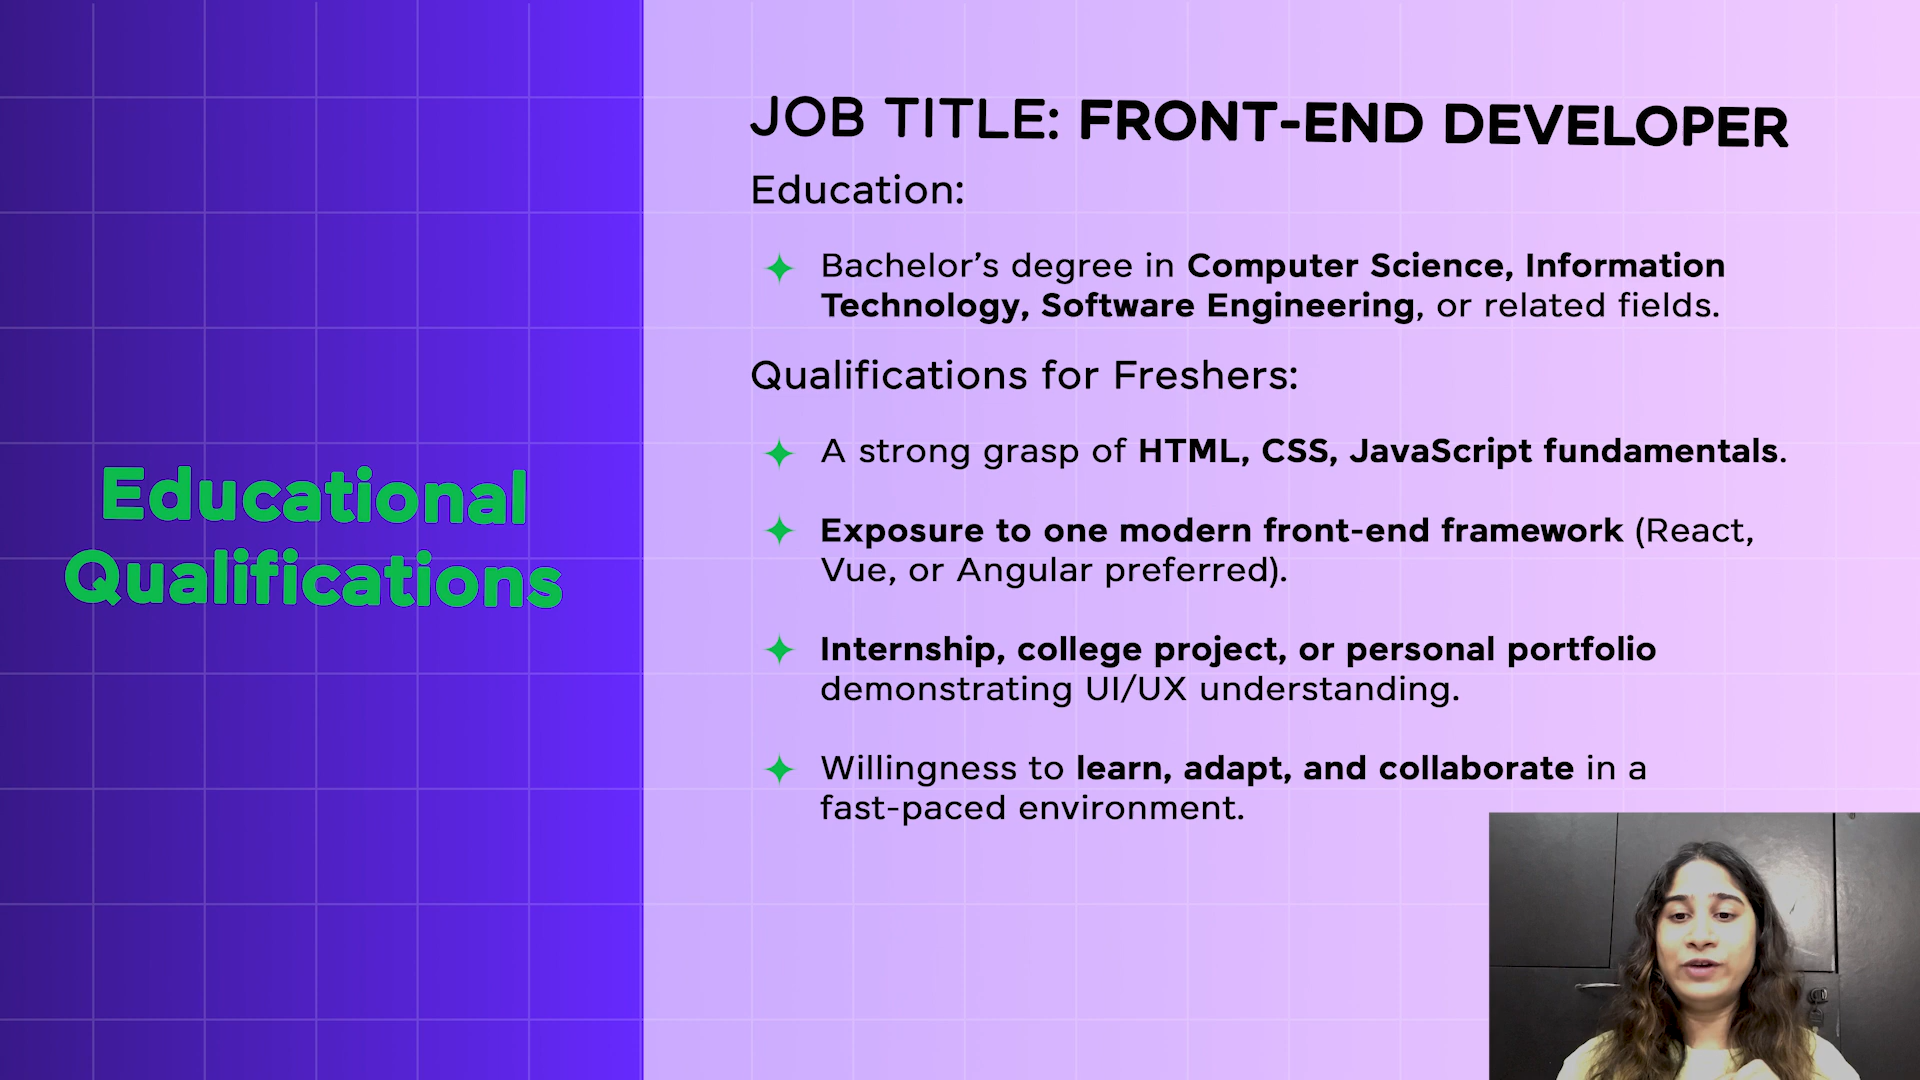 Educational
Qualifications
JOB TITLE: FRONT-END DEVELOPER
Education:
Bachelor’s degree in Computer Science, Information
Technology, Software Engineering, or related fields.
Qualifications for Freshers:
A strong grasp of HTML, CSS, JavaScript fundamentals.
Exposure to one modern front-end framework (React,
Vue, or Angular preferred).
Internship, college project, or personal portfolio
demonstrating UI/UX understanding.
Willingness to learn, adapt, and collaborate in a
fast-paced environment.